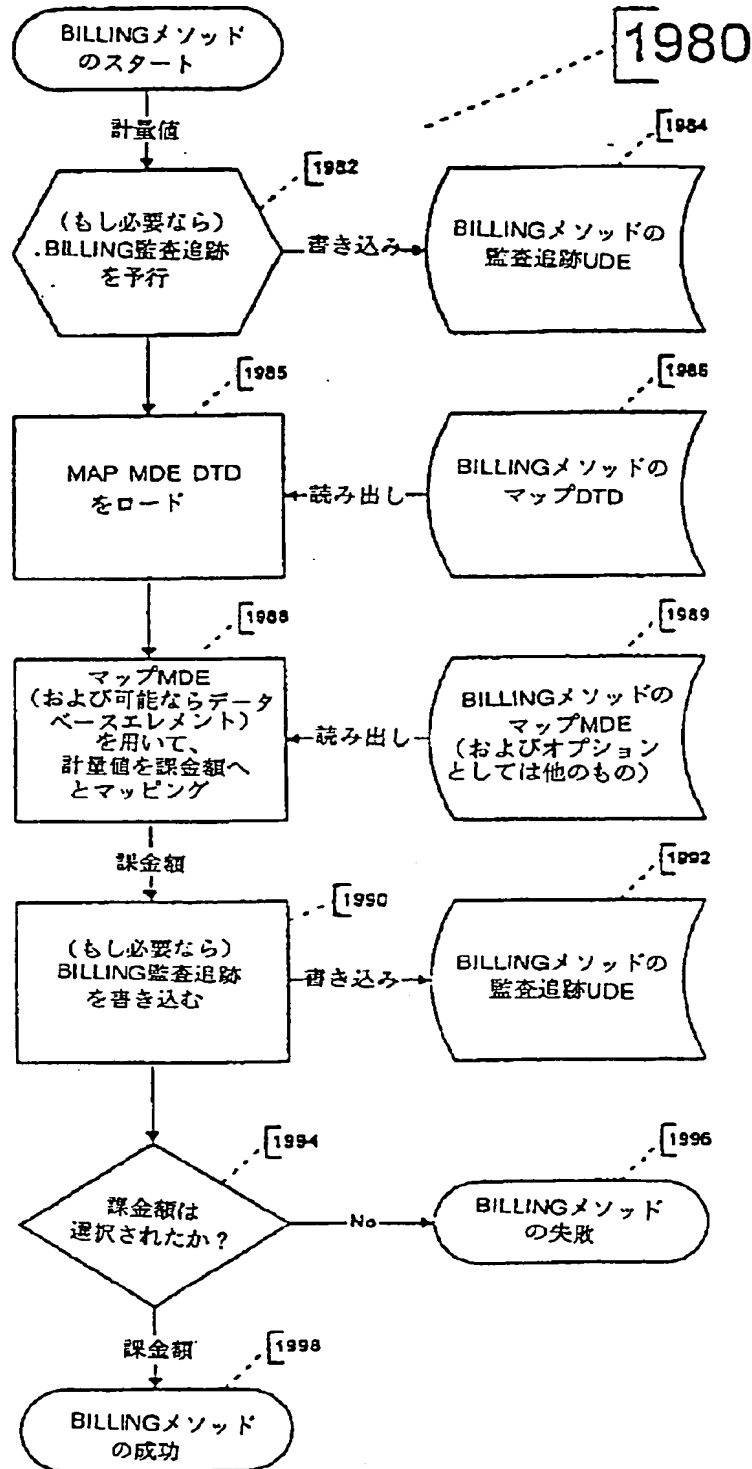 BILLINGメソッド
のスタート
1980
計量値
1982
1984
(もし必要なら)
.BILLING監査追跡
を予行
書き込み
BILLINGメソッドの
監査追跡UDE
1985
1986
MAP MDE DTD
をロード
読み出し
BILLINGメソッドの
マップDTD
1988
1989
マップMDE
(および可能ならデータ
ベースエレメント)
を用いて、
計量値を課金額へ
とマッピング
読み出し
BILLINGメソッドの
マップMDE
(およびオプション
としては他のもの)
課金額
1990
1992
(もし必要なら)
BILLING監査追跡
を書き込む
書き込み
BILLINGメソッドの
監査追跡UDE
1994
1996
課金額は
選択されたか?
No
BILLINGメソッド
の失敗
課金額
1998
BILLINGメソッド
の成功